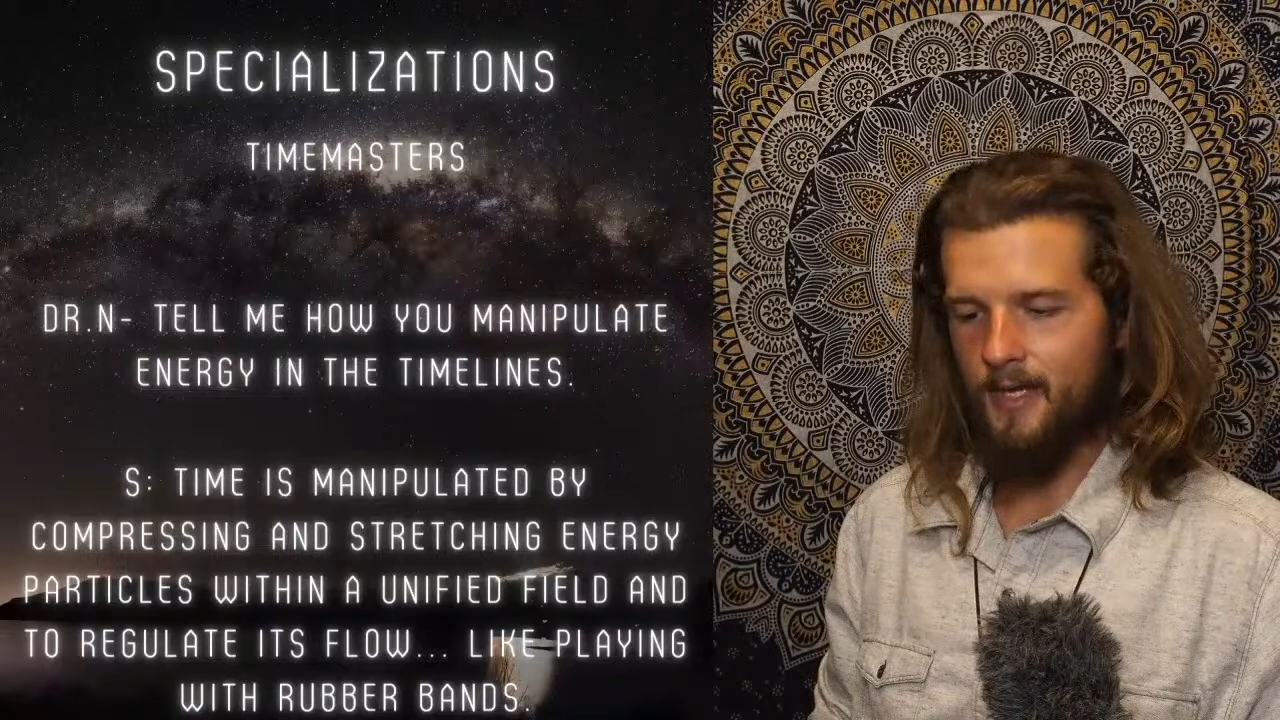 SPECIALIZATIONS
TIMEMASTERS
DR.N- TELL ME HOW YOU MANIPULATE
ENERGY IN THE TIMELINES.
S: TIME IS MANIPULATED BY
COMPRESSING AND STRETCHING ENERGY
PARTICLES WITHIN A UNIFIED FIELD AND
TO REGULATE ITS FLOW... LIKE PLAYING
WITH RUBBER BANDS.